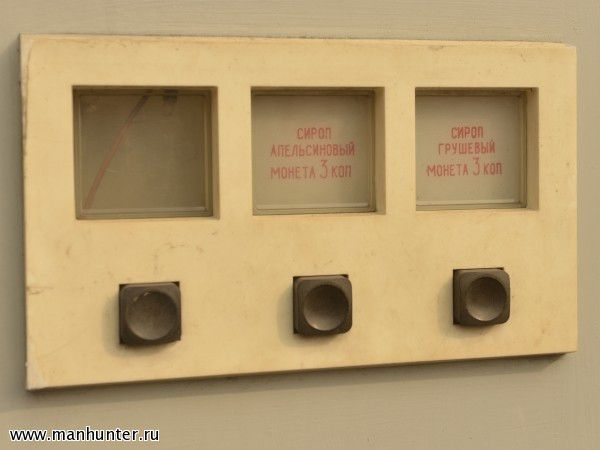 СИРОП
АПЕЛЬСИНОВЫЙ
МОНЕТА 3 КОП
СИРОП
ГРУШЕВЫЙ
МОНЕТА 3 КОП
www.manhunter.ru